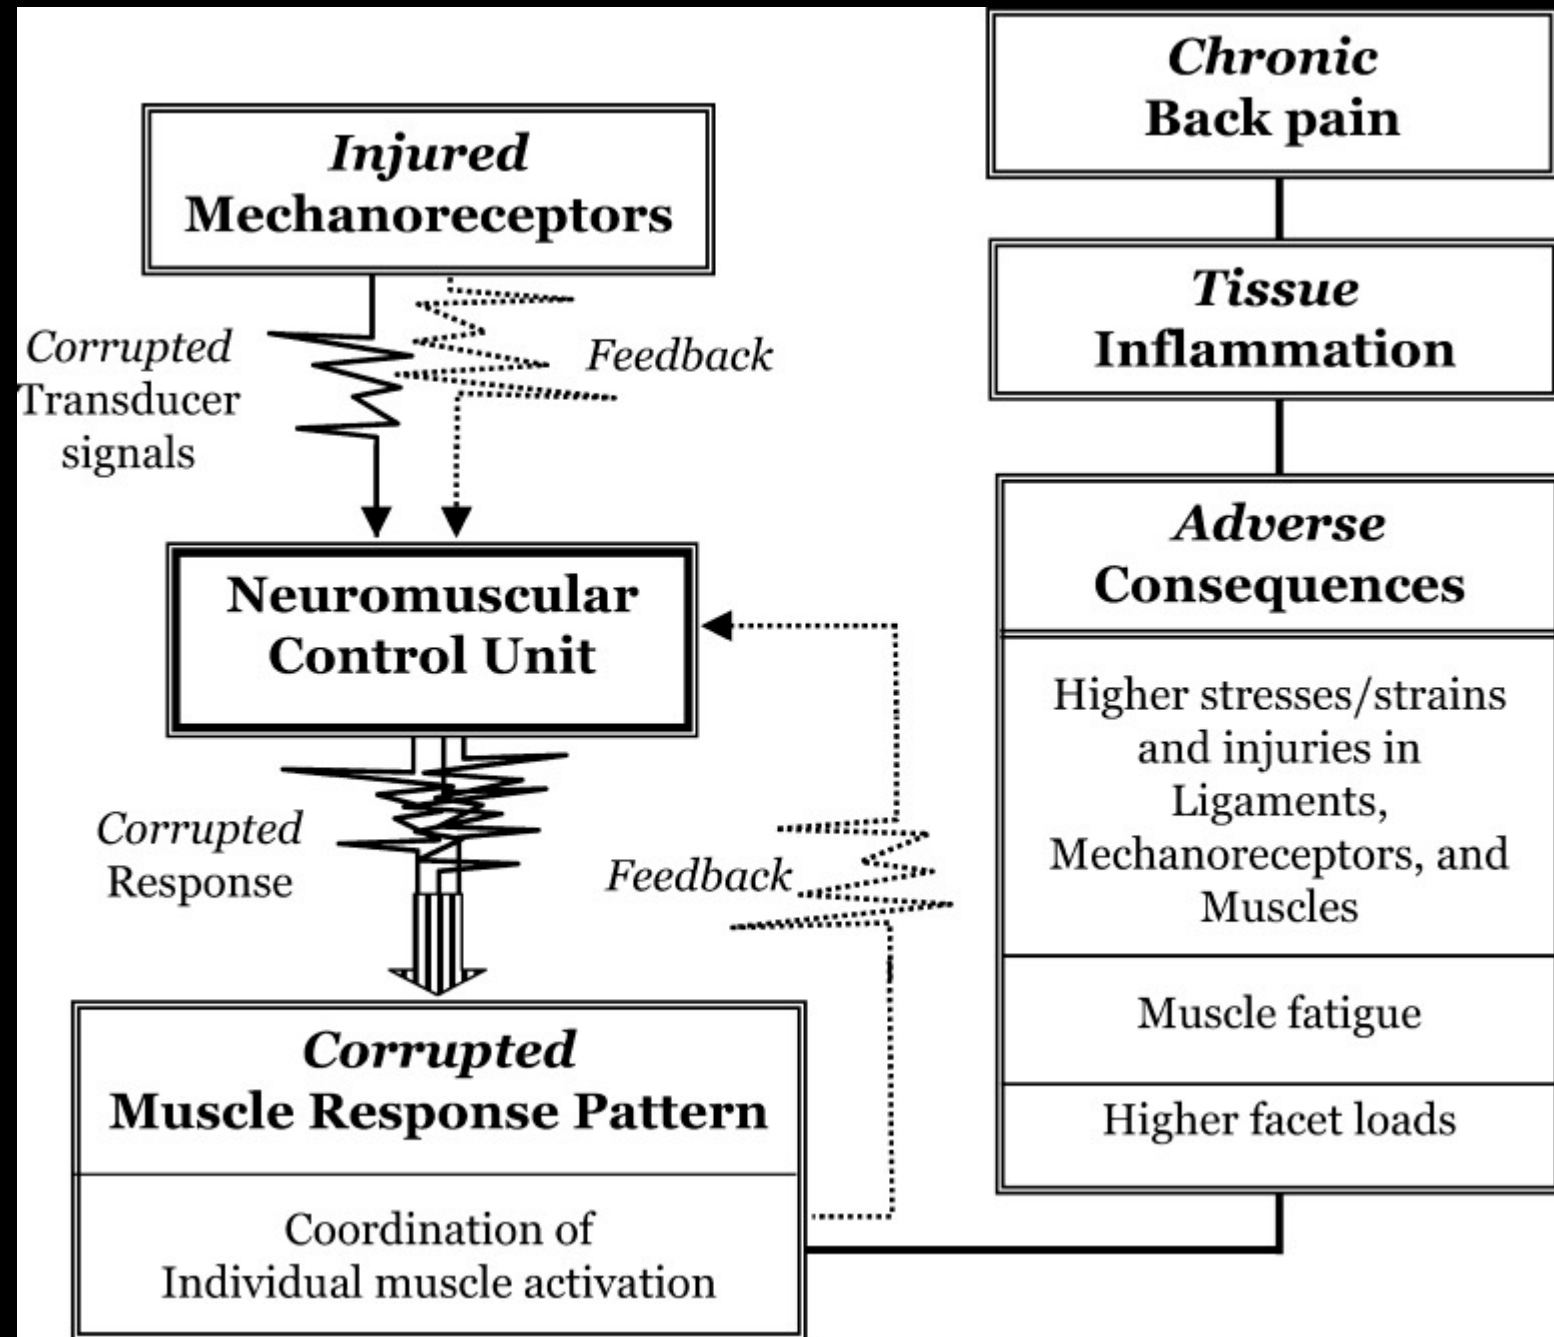 Injured
Mechanoreceptors
Corrupted
Transducer
signals
Feedback
Neuromuscular
Control Unit
Corrupted
Response
Feedback
Corrupted
Muscle Response Pattern
Coordination of
Individual muscle activation
Chronic
Back pain
Tissue
Inflammation
Adverse
Consequences
Higher stresses/strains
and injuries in
Ligaments,
Mechanoreceptors, and
Muscles
Muscle fatigue
Higher facet loads